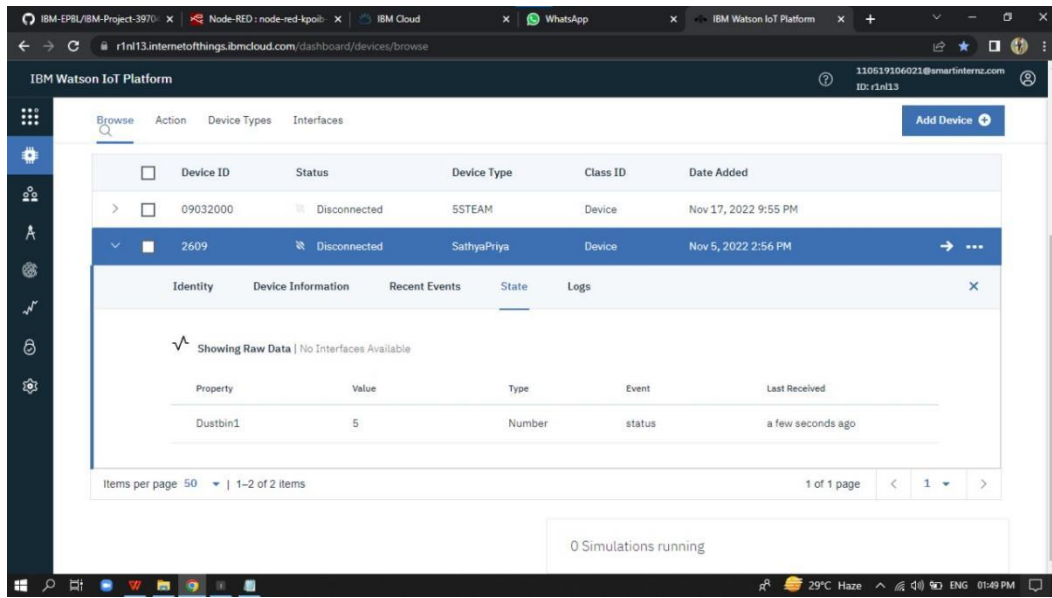 IBM-EPBL/IBM-Project-3970 Node-RED : node-red-kpoib IBM Cloud WhatsApp IBM Watson IoT Platform
r1nl13.internetofthings.ibmcloud.com/dashboard/devices/browse
IBM Watson IoT Platform
110519106021@smartinternz.com
ID: r1nl13
Browse Action Device Types Interfaces Add Device
Device ID Status Device Type Class ID Date Added
09032000 Disconnected 5STEAM Device Nov 17, 2022 9:55 PM
2609 Disconnected SathyaPriya Device Nov 5, 2022 2:56 PM
Identity Device Information Recent Events State Logs
Showing Raw Data | No Interfaces Available
Property Value Type Event Last Received
Dustbin1 5 Number status a few seconds ago
Items per page 50 | 1–2 of 2 items 1 of 1 page 1
0 Simulations running
29°C Haze ENG 01:49 PM